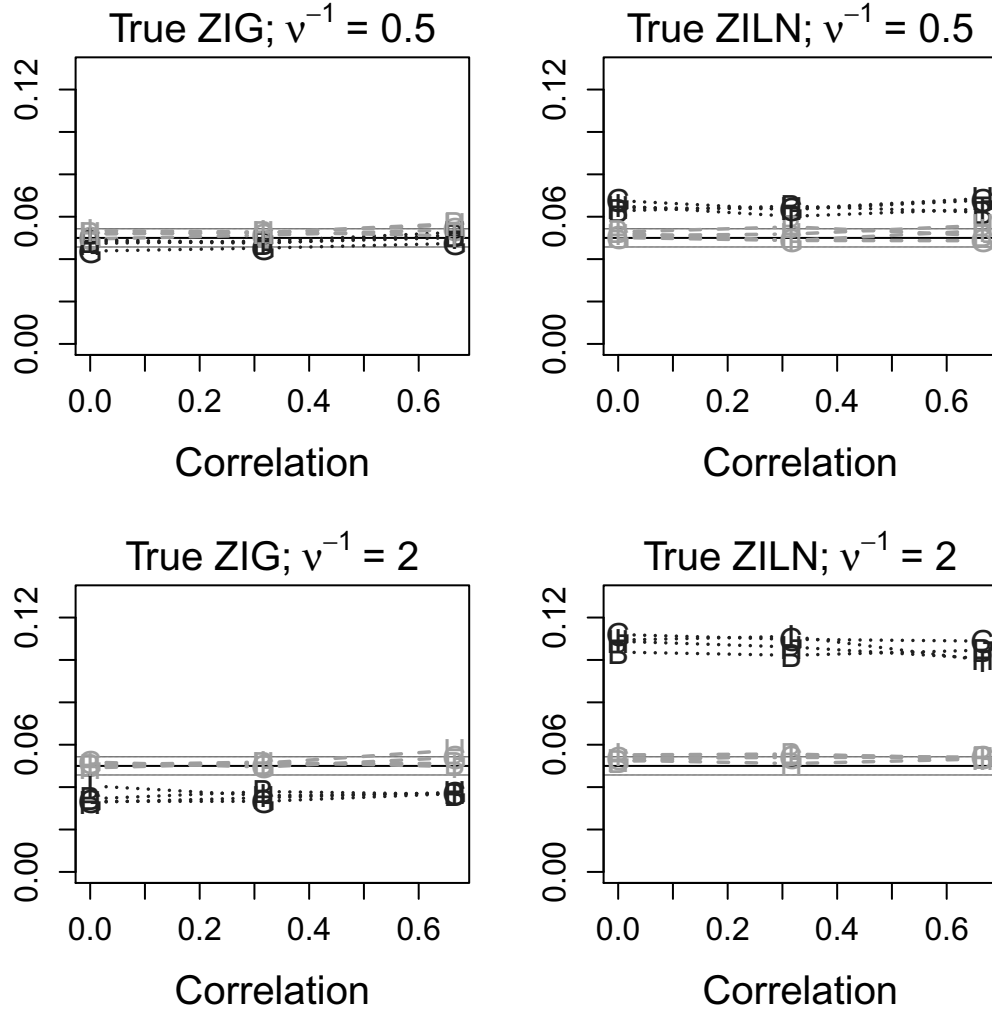 True ZIG; ν⁻¹ = 0.5
True ZILN; ν⁻¹ = 0.5
0.12
0.06
0.00
0.12
0.06
0.00
0.0 0.2 0.4 0.6
0.0 0.2 0.4 0.6
Correlation
Correlation
True ZIG; ν⁻¹ = 2
True ZILN; ν⁻¹ = 2
0.12
0.06
0.00
0.12
0.06
0.00
0.0 0.2 0.4 0.6
0.0 0.2 0.4 0.6
Correlation
Correlation